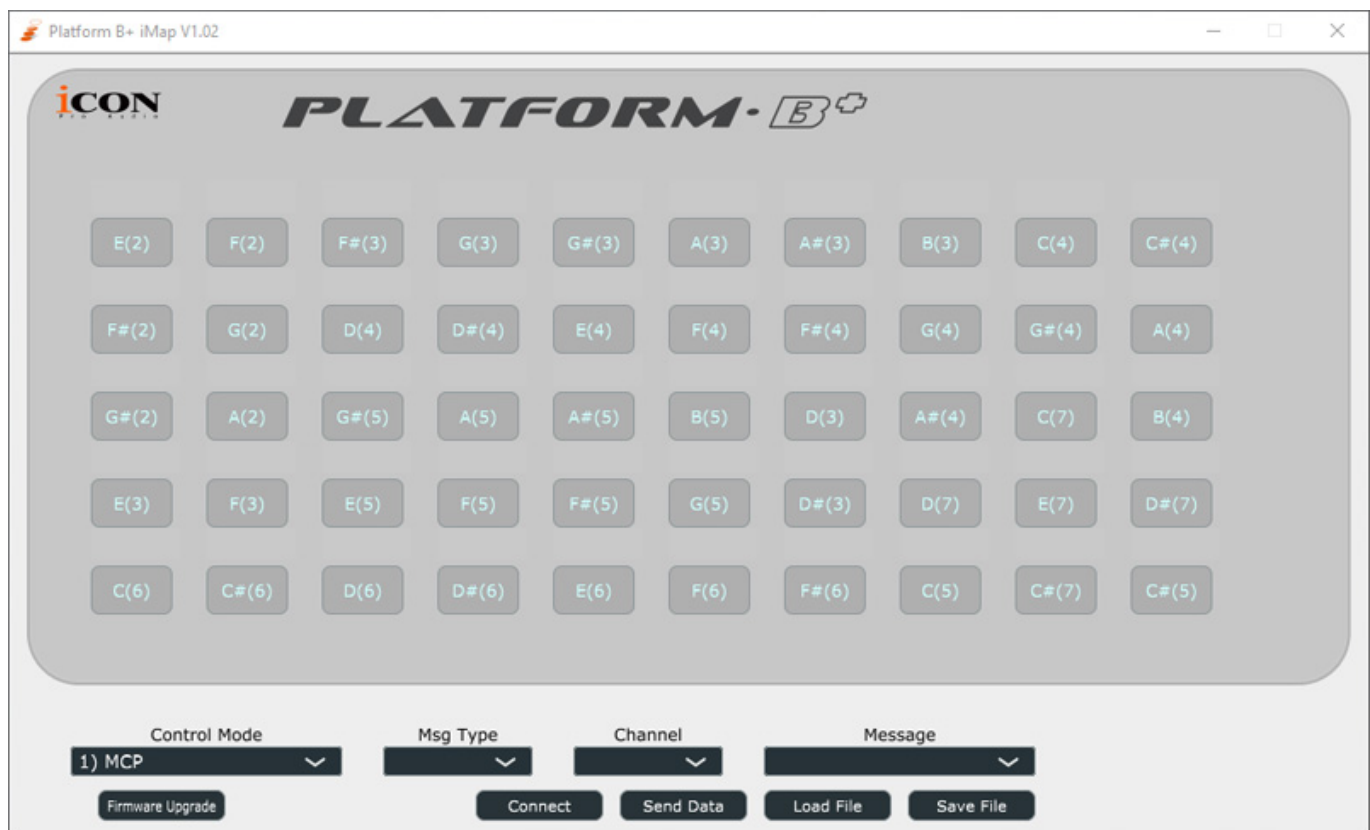 Platform B+ iMap V1.02
iCON
PRO AUDIO
PLATFORM·B+
E(2) F(2) F#(3) G(3) G#(3) A(3) A#(3) B(3) C(4) C#(4)
F#(2) G(2) D(4) D#(4) E(4) F(4) F#(4) G(4) G#(4) A(4)
G#(2) A(2) G#(5) A(5) A#(5) B(5) D(3) A#(4) C(7) B(4)
E(3) F(3) E(5) F(5) F#(5) G(5) D#(3) D(7) E(7) D#(7)
C(6) C#(6) D(6) D#(6) E(6) F(6) F#(6) C(5) C#(7) C#(5)
Control Mode Msg Type Channel Message
1) MCP
Firmware Upgrade Connect Send Data Load File Save File